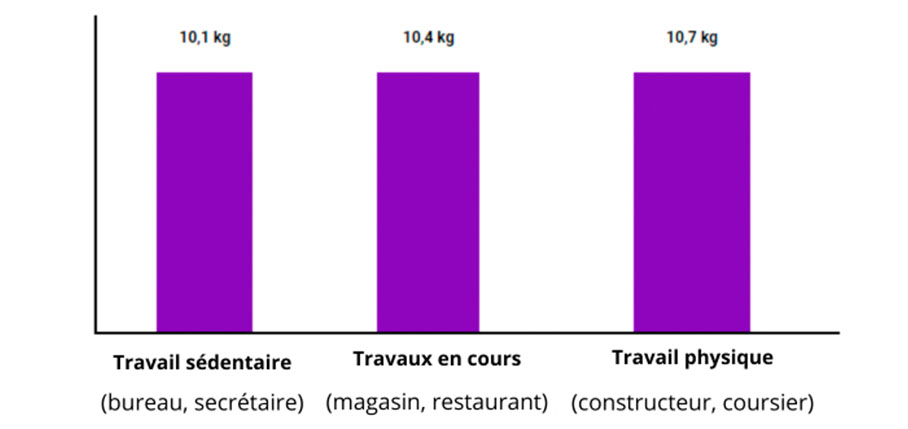 10,1 kg
10,4 kg
10,7 kg
Travail sédentaire
Travaux en cours
Travail physique
(bureau, secrétaire)
(magasin, restaurant)
(constructeur, coursier)